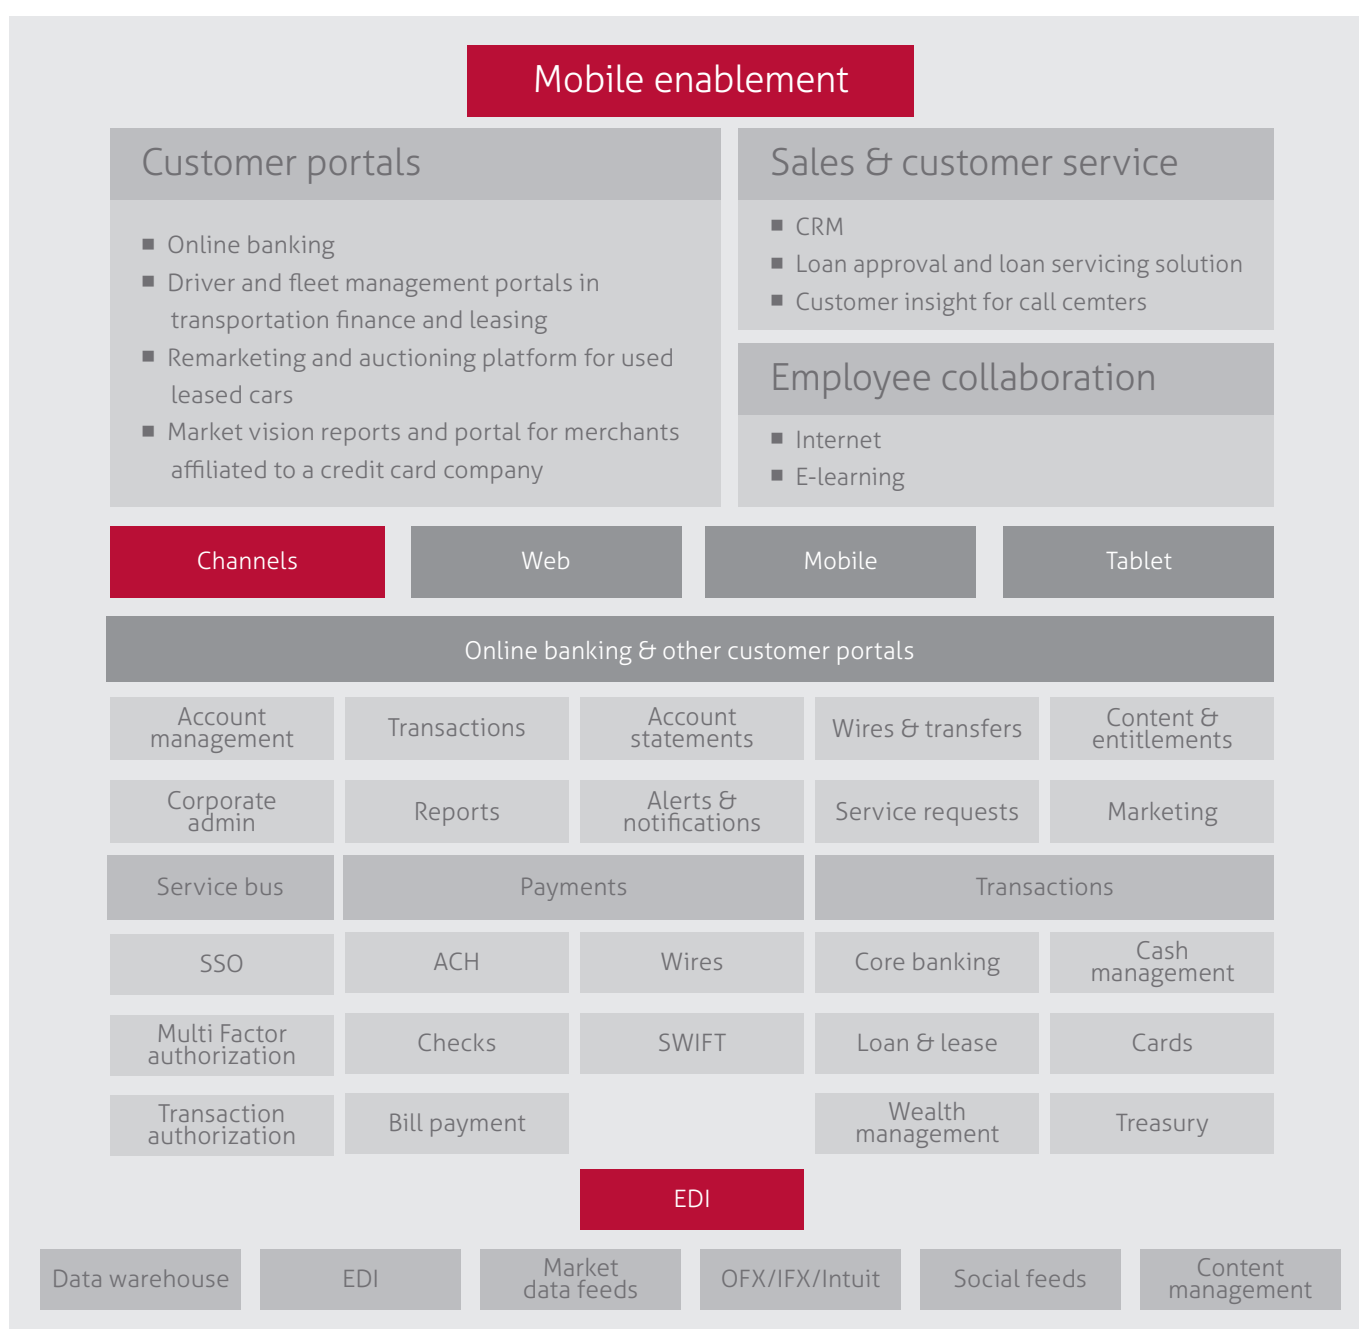 Mobile enablement
Customer portals
■ Online banking
■ Driver and fleet management portals in
transportation finance and leasing
■ Remarketing and auctioning platform for used
leased cars
■ Market vision reports and portal for merchants
affiliated to a credit card company
Sales & customer service
■ CRM
■ Loan approval and loan servicing solution
■ Customer insight for call cemters
Employee collaboration
■ Internet
■ E-learning
Channels
Web
Mobile
Tablet
Online banking & other customer portals
Account
management
Transactions
Account
statements
Wires & transfers
Content &
entitlements
Corporate
admin
Reports
Alerts &
notifications
Service requests
Marketing
Service bus
Payments
Transactions
SSO
ACH
Wires
Core banking
Cash
management
Multi Factor
authorization
Checks
SWIFT
Loan & lease
Cards
Transaction
authorization
Bill payment
Wealth
management
Treasury
EDI
Data warehouse
EDI
Market
data feeds
OFX/IFX/Intuit
Social feeds
Content
management